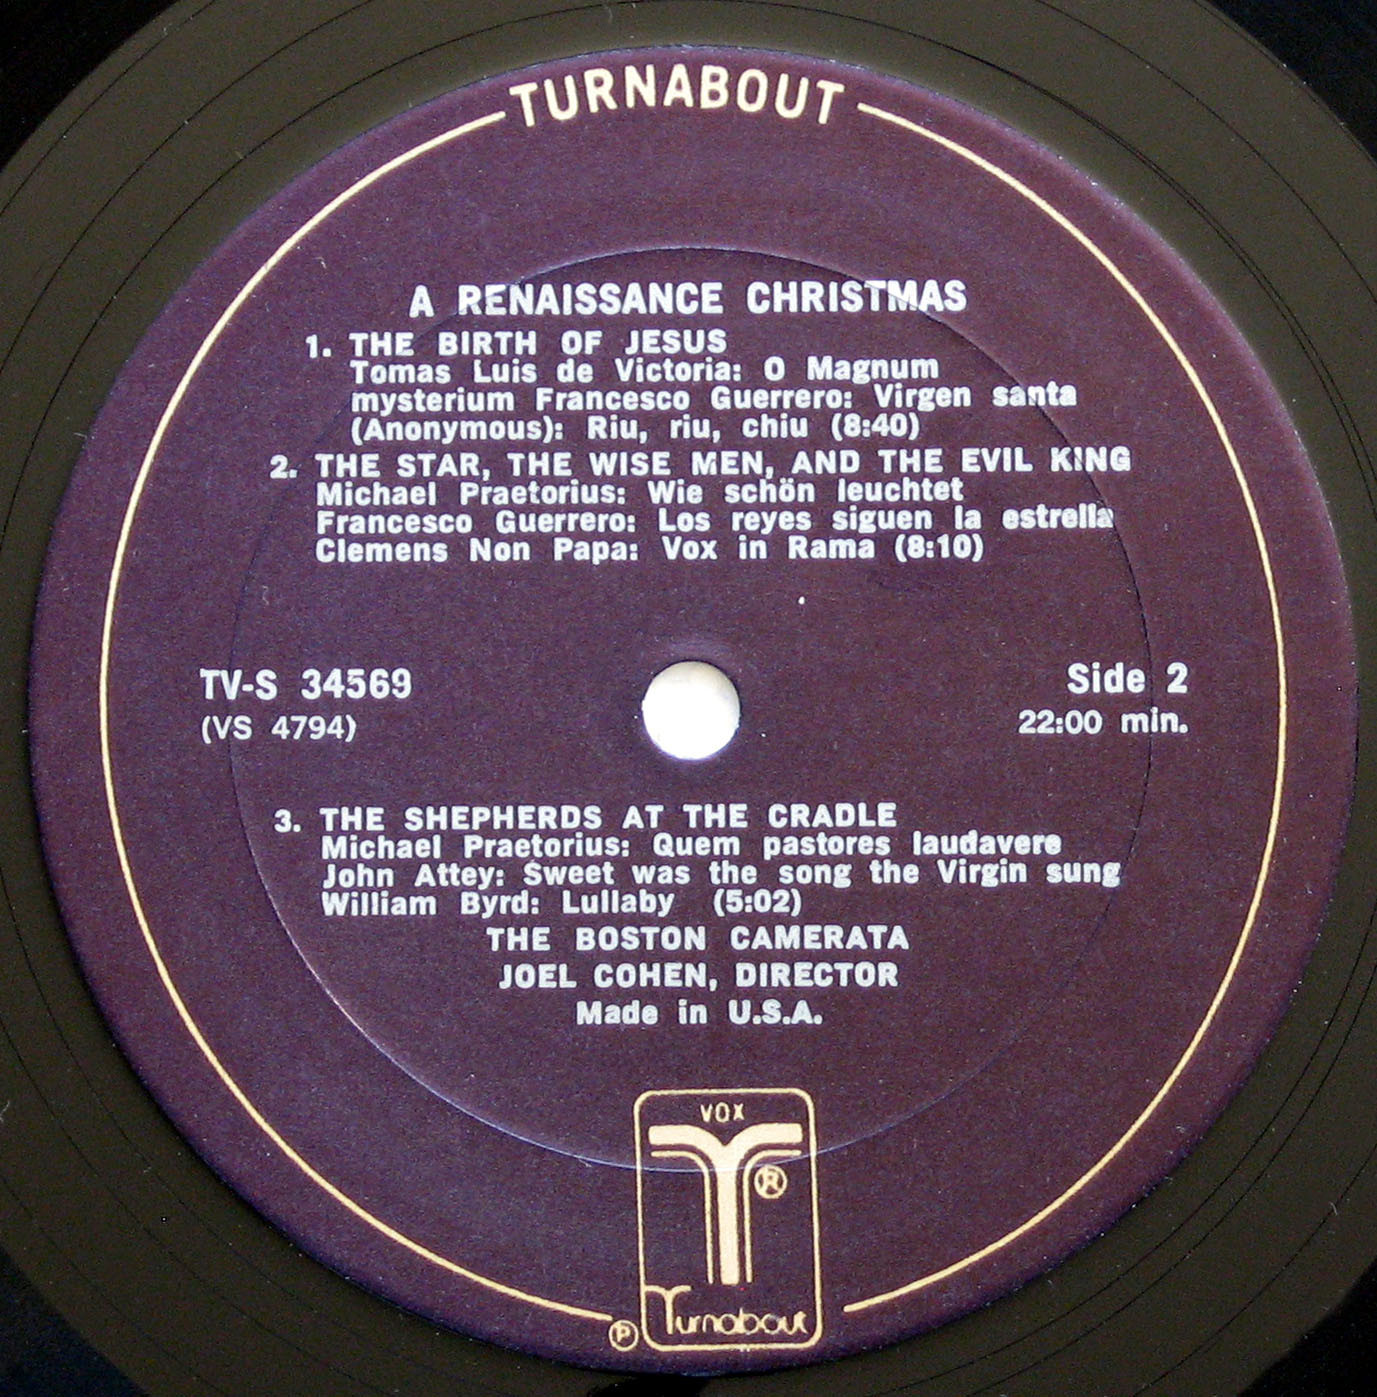 TURNABOUT
A RENAISSANCE CHRISTMAS
1. THE BIRTH OF JESUS
Tomas Luis de Victoria: O Magnum
mysterium Francesco Guerrero: Virgen santa
(Anonymous): Riu, riu, chiu (8:40)
2. THE STAR, THE WISE MEN, AND THE EVIL KING
Michael Praetorius: Wie schön leuchtet
Francesco Guerrero: Los reyes siguen la estrella
Clemens Non Papa: Vox in Rama (8:10)
TV-S 34569
(VS 4794)
Side 2
22:00 min.
3. THE SHEPHERDS AT THE CRADLE
Michael Praetorius: Quem pastores laudavere
John Attey: Sweet was the song the Virgin sung
William Byrd: Lullaby (5:02)
THE BOSTON CAMERATA
JOEL COHEN, DIRECTOR
Made in U.S.A.
VOX
T ®
Turnabout
℗